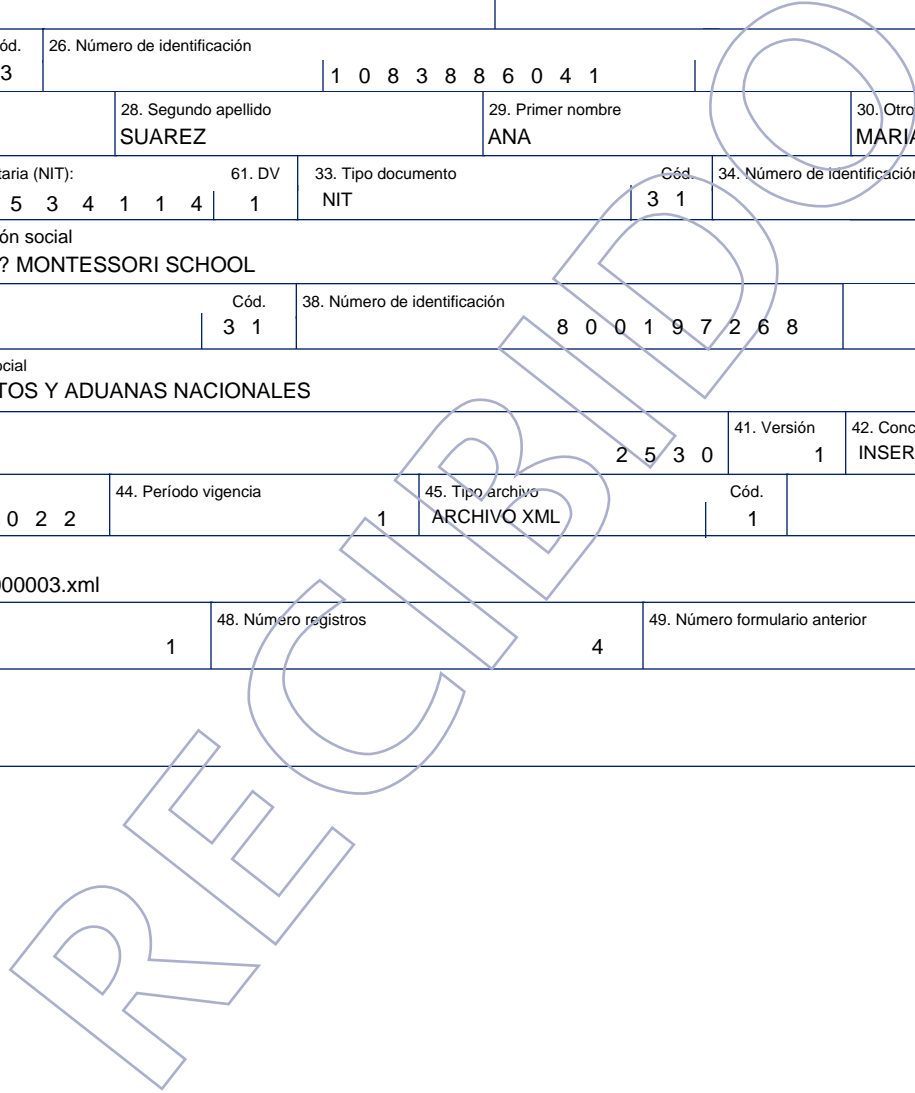 ód. 26. Número de identificación
3 1 0 8 3 8 8 6 0 4 1
28. Segundo apellido 29. Primer nombre 30. Otro
SUAREZ ANA MARIA
taria (NIT): 61. DV 33. Tipo documento Cód. 34. Número de identificación
5 3 4 1 1 4 1 NIT 3 1
ón social
? MONTESSORI SCHOOL
Cód. 38. Número de identificación
3 1 8 0 0 1 9 7 2 6 8
ocial
TOS Y ADUANAS NACIONALES
41. Versión 42. Conc
2 5 3 0 1 INSER
44. Período vigencia 45. Tipo archivo Cód.
0 2 2 1 ARCHIVO XML 1
000003.xml
48. Número registros 49. Número formulario anterior
1 4
RECIBIDO